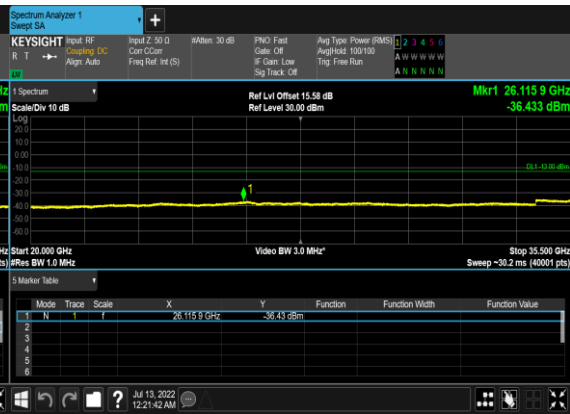 Spectrum Analyzer 1
Swept SA
KEYSIGHT
R T
LW
Input: RF
Coupling: DC
Align: Auto
Input Z: 50 Ω
Corr CCorr
Freq Ref: Int (S)
#Atten: 30 dB
PNO: Fast
Gate: Off
IF Gain: Low
Sig Track: Off
Avg Type: Power (RMS)
Avg|Hold: 100/100
Trig: Free Run
1 2 3 4 5 6
A W W W W W
A N N N N N
1 Spectrum
Scale/Div 10 dB
Ref Lvl Offset 15.58 dB
Ref Level 30.00 dBm
Mkr1 26.115 9 GHz
-36.433 dBm
Log
20.0
10.0
0.00
-10.0
-20.0
-30.0
-40.0
-50.0
-60.0
DL1 -13.00 dBm
1
Start 20.000 GHz
#Res BW 1.0 MHz
Video BW 3.0 MHz*
Stop 35.500 GHz
Sweep ~30.2 ms (40001 pts)
5 Marker Table
Mode Trace Scale X Y Function Function Width Function Value
1 N 1 f 26.115 9 GHz -36.43 dBm
2
3
4
5
6
?
Jul 13, 2022
12:21:42 AM